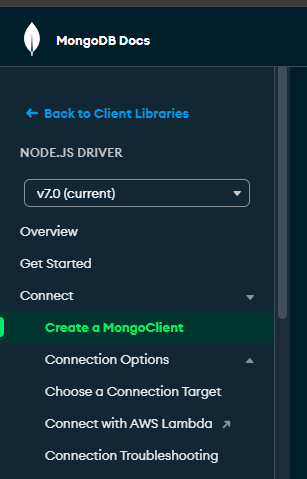 MongoDB Docs
Back to Client Libraries
NODE.JS DRIVER
v7.0 (current)
Overview
Get Started
Connect
Create a MongoClient
Connection Options
Choose a Connection Target
Connect with AWS Lambda
Connection Troubleshooting